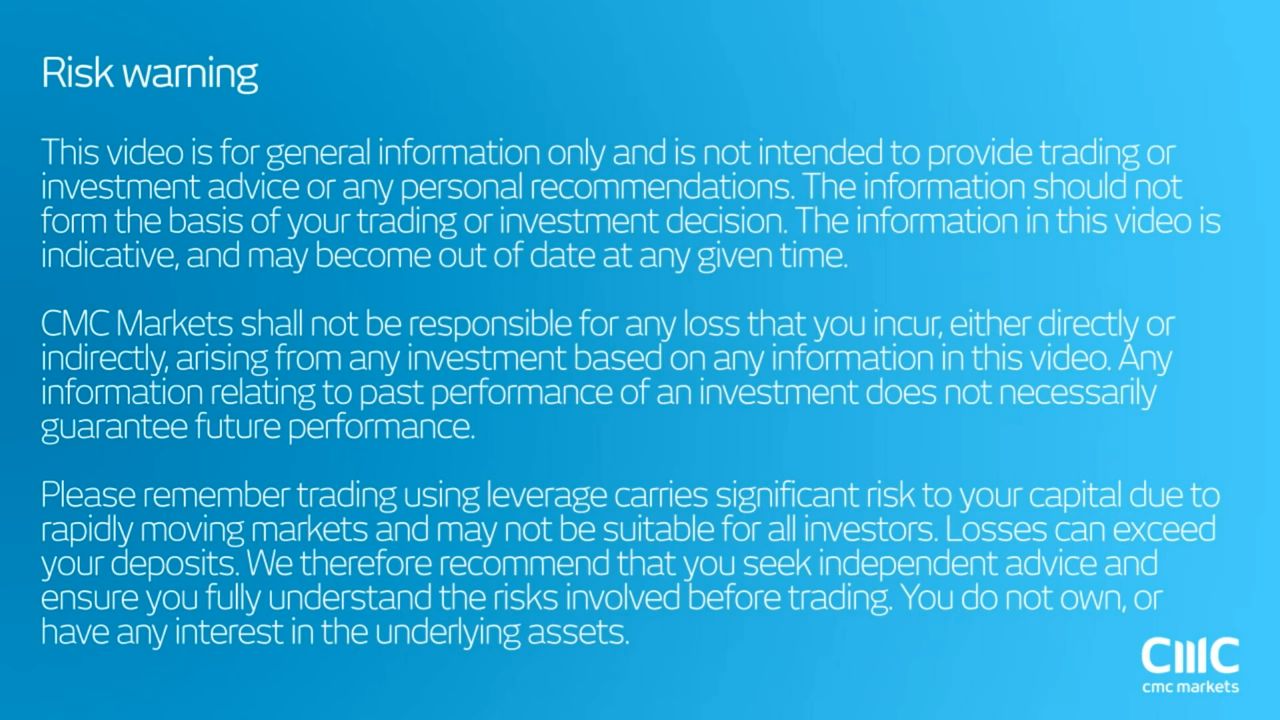 Risk warning
This video is for general information only and is not intended to provide trading or
investment advice or any personal recommendations. The information should not
form the basis of your trading or investment decision. The information in this video is
indicative, and may become out of date at any given time.
CMC Markets shall not be responsible for any loss that you incur, either directly or
indirectly, arising from any investment based on any information in this video. Any
information relating to past performance of an investment does not necessarily
guarantee future performance.
Please remember trading using leverage carries significant risk to your capital due to
rapidly moving markets and may not be suitable for all investors. Losses can exceed
your deposits. We therefore recommend that you seek independent advice and
ensure you fully understand the risks involved before trading. You do not own, or
have any interest in the underlying assets.
CMC
cmc markets